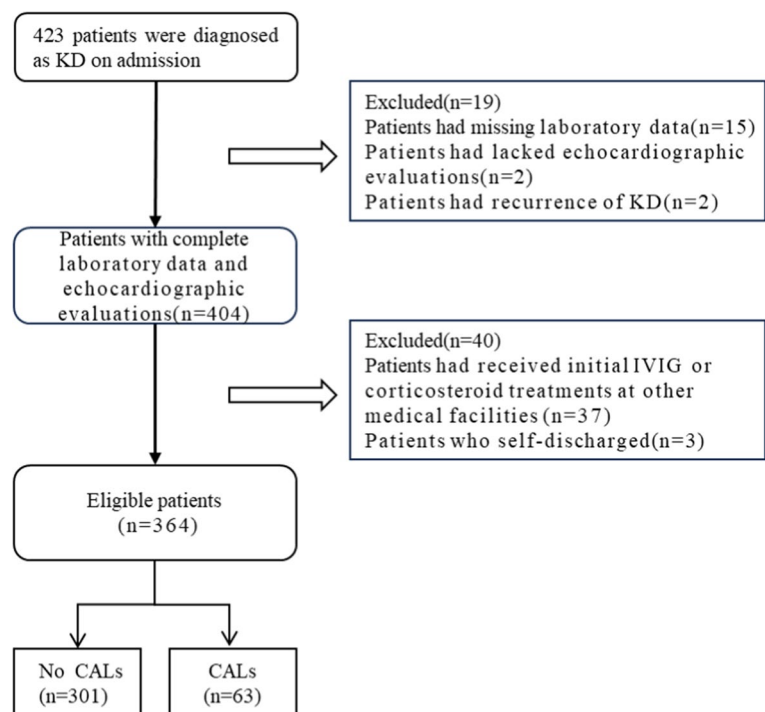 423 patients were diagnosed
as KD on admission
Excluded(n=19)
Patients had missing laboratory data(n=15)
Patients had lacked echocardiographic
evaluations(n=2)
Patients had recurrence of KD(n=2)
Patients with complete
laboratory data and
echocardiographic
evaluations(n=404)
Excluded(n=40)
Patients had received initial IVIG or
corticosteroid treatments at other
medical facilities (n=37)
Patients who self-discharged(n=3)
Eligible patients
(n=364)
No CALs
(n=301)
CALs
(n=63)